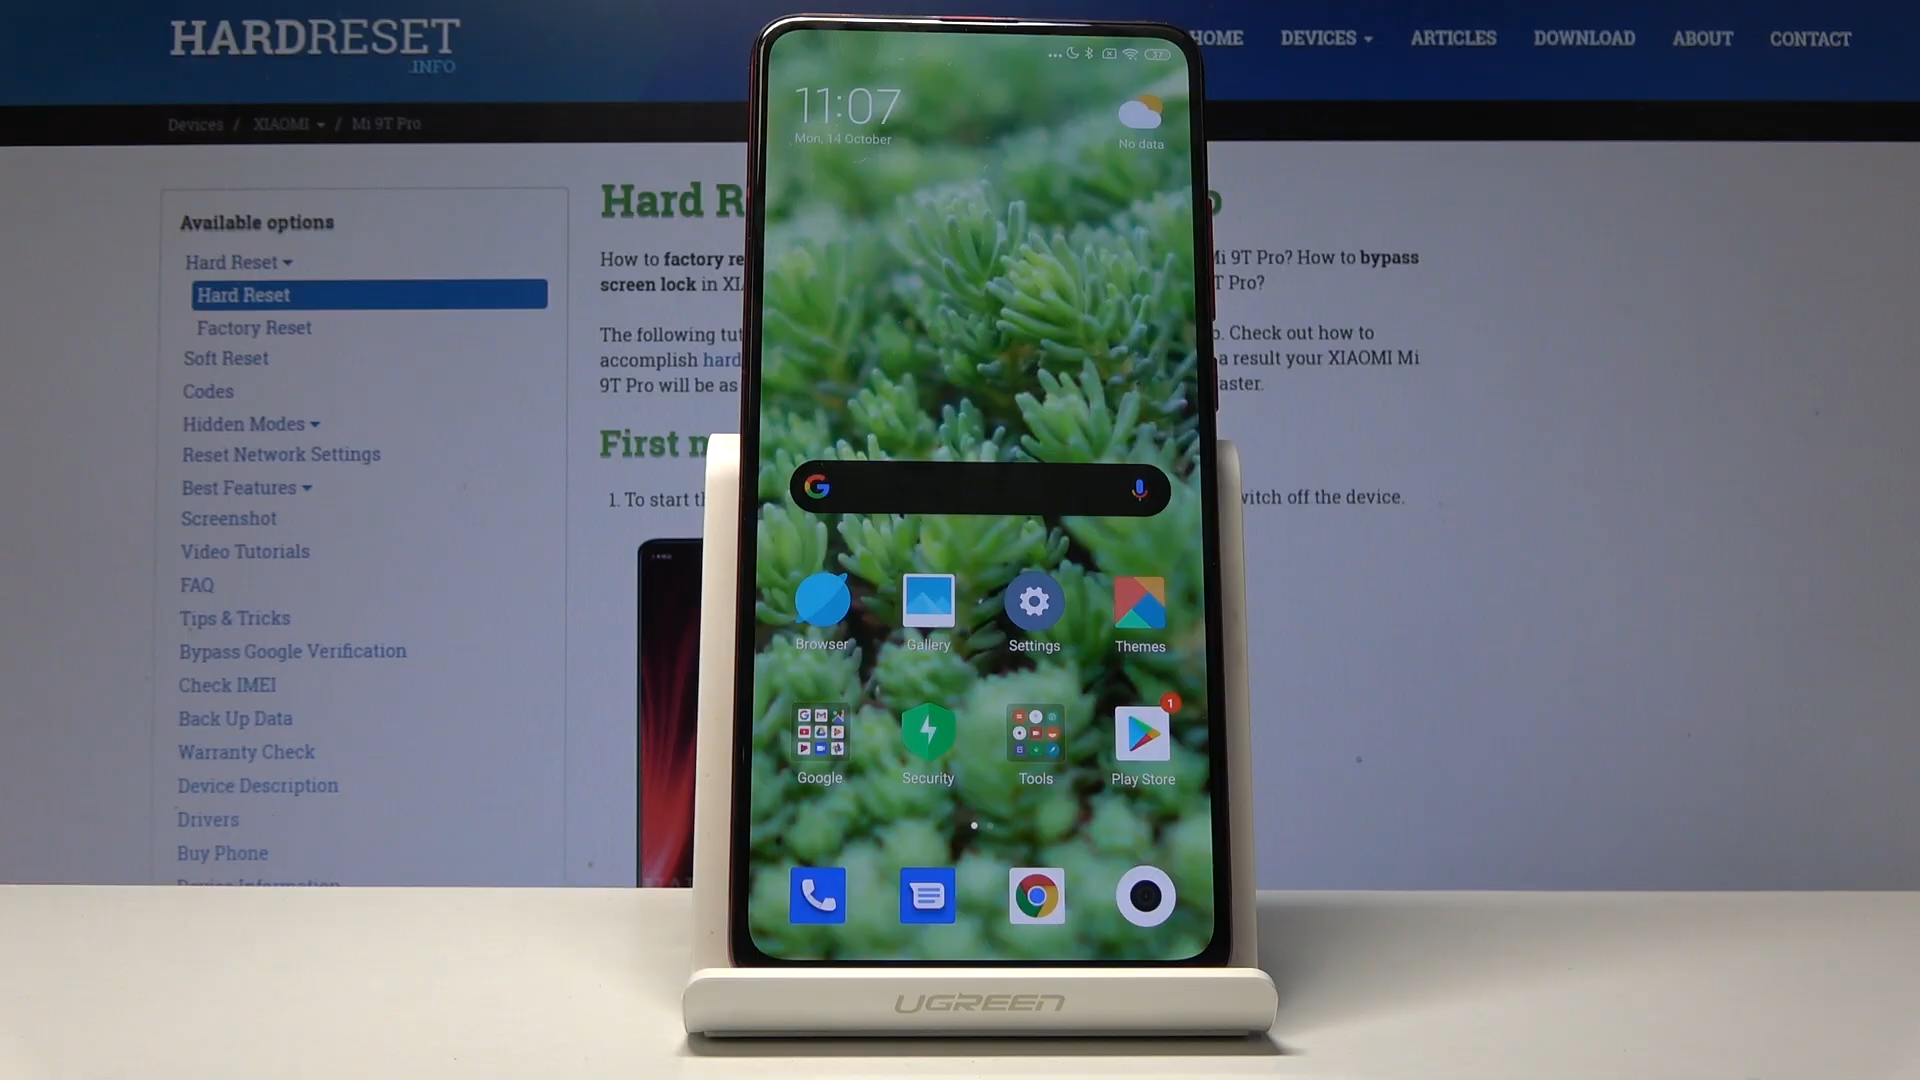 HARDRESET
.INFO
HOME
DEVICES
ARTICLES
DOWNLOAD
ABOUT
CONTACT
Devices / XIAOMI / Mi 9T Pro
Available options
Hard Reset
Hard Reset
Factory Reset
Soft Reset
Codes
Hidden Modes
Reset Network Settings
Best Features
Screenshot
Video Tutorials
FAQ
Tips & Tricks
Bypass Google Verification
Check IMEI
Back Up Data
Warranty Check
Device Description
Drivers
Buy Phone
Device Information
Hard R
How to factory re
Mi 9T Pro? How to bypass
screen lock in XI
T Pro?
The following tut
o. Check out how to
accomplish hard
a result your XIAOMI Mi
9T Pro will be as
aster.
First
1. To start th
witch off the device.
37
11:07
Mon, 14 October
No data
Browser
Gallery
Settings
Themes
1
Google
Security
Tools
Play Store
UGREEN